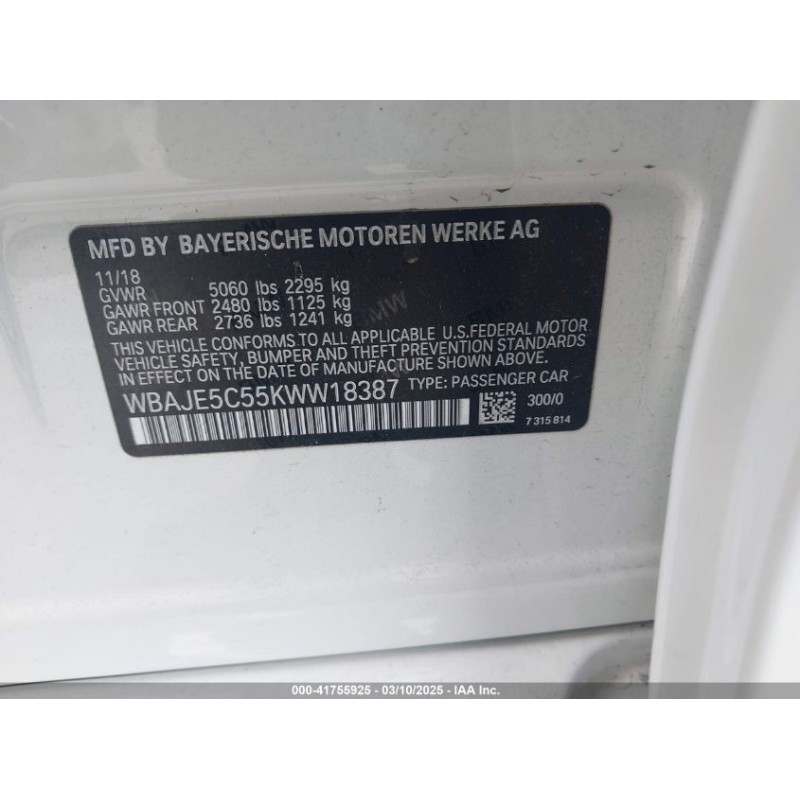 MFD BY BAYERISCHE MOTOREN WERKE AG
11/18
GVWR 5060 lbs 2295 kg
GAWR FRONT 2480 lbs 1125 kg
GAWR REAR 2736 lbs 1241 kg
THIS VEHICLE CONFORMS TO ALL APPLICABLE U.S.FEDERAL MOTOR
VEHICLE SAFETY, BUMPER AND THEFT PREVENTION STANDARDS
IN EFFECT ON THE DATE OF MANUFACTURE SHOWN ABOVE.
WBAJE5C55KWW18387 TYPE: PASSENGER CAR
300/0
7 315 814
000-41755925 - 03/10/2025 - IAA Inc.